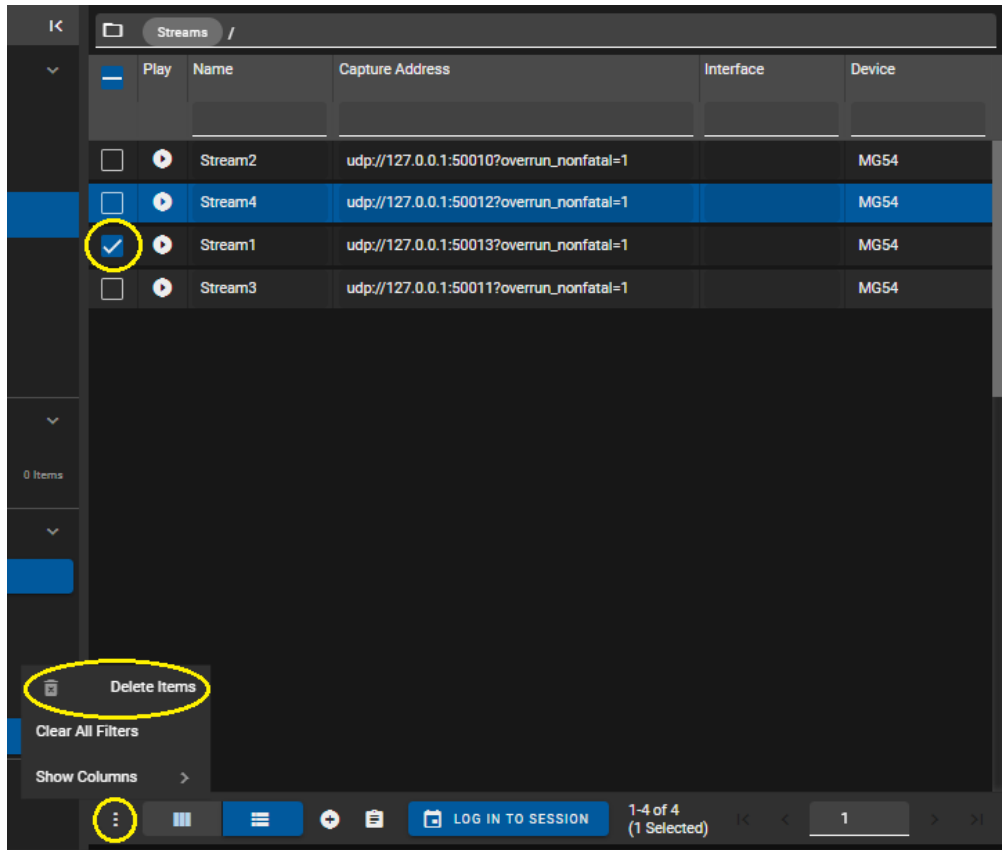 Streams /
Play Name Capture Address Interface Device
Stream2 udp://127.0.0.1:50010?overrun_nonfatal=1 MG54
Stream4 udp://127.0.0.1:50012?overrun_nonfatal=1 MG54
Stream1 udp://127.0.0.1:50013?overrun_nonfatal=1 MG54
Stream3 udp://127.0.0.1:50011?overrun_nonfatal=1 MG54
0 Items
Delete Items
Clear All Filters
Show Columns
LOG IN TO SESSION
1-4 of 4
(1 Selected)
1